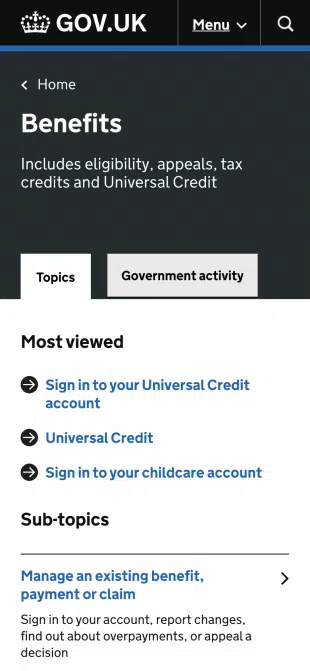 GOV.UK
Menu
Home
Benefits
Includes eligibility, appeals, tax
credits and Universal Credit
Topics
Government activity
Most viewed
Sign in to your Universal Credit
account
Universal Credit
Sign in to your childcare account
Sub-topics
Manage an existing benefit,
payment or claim
Sign in to your account, report changes,
find out about overpayments, or appeal a
decision